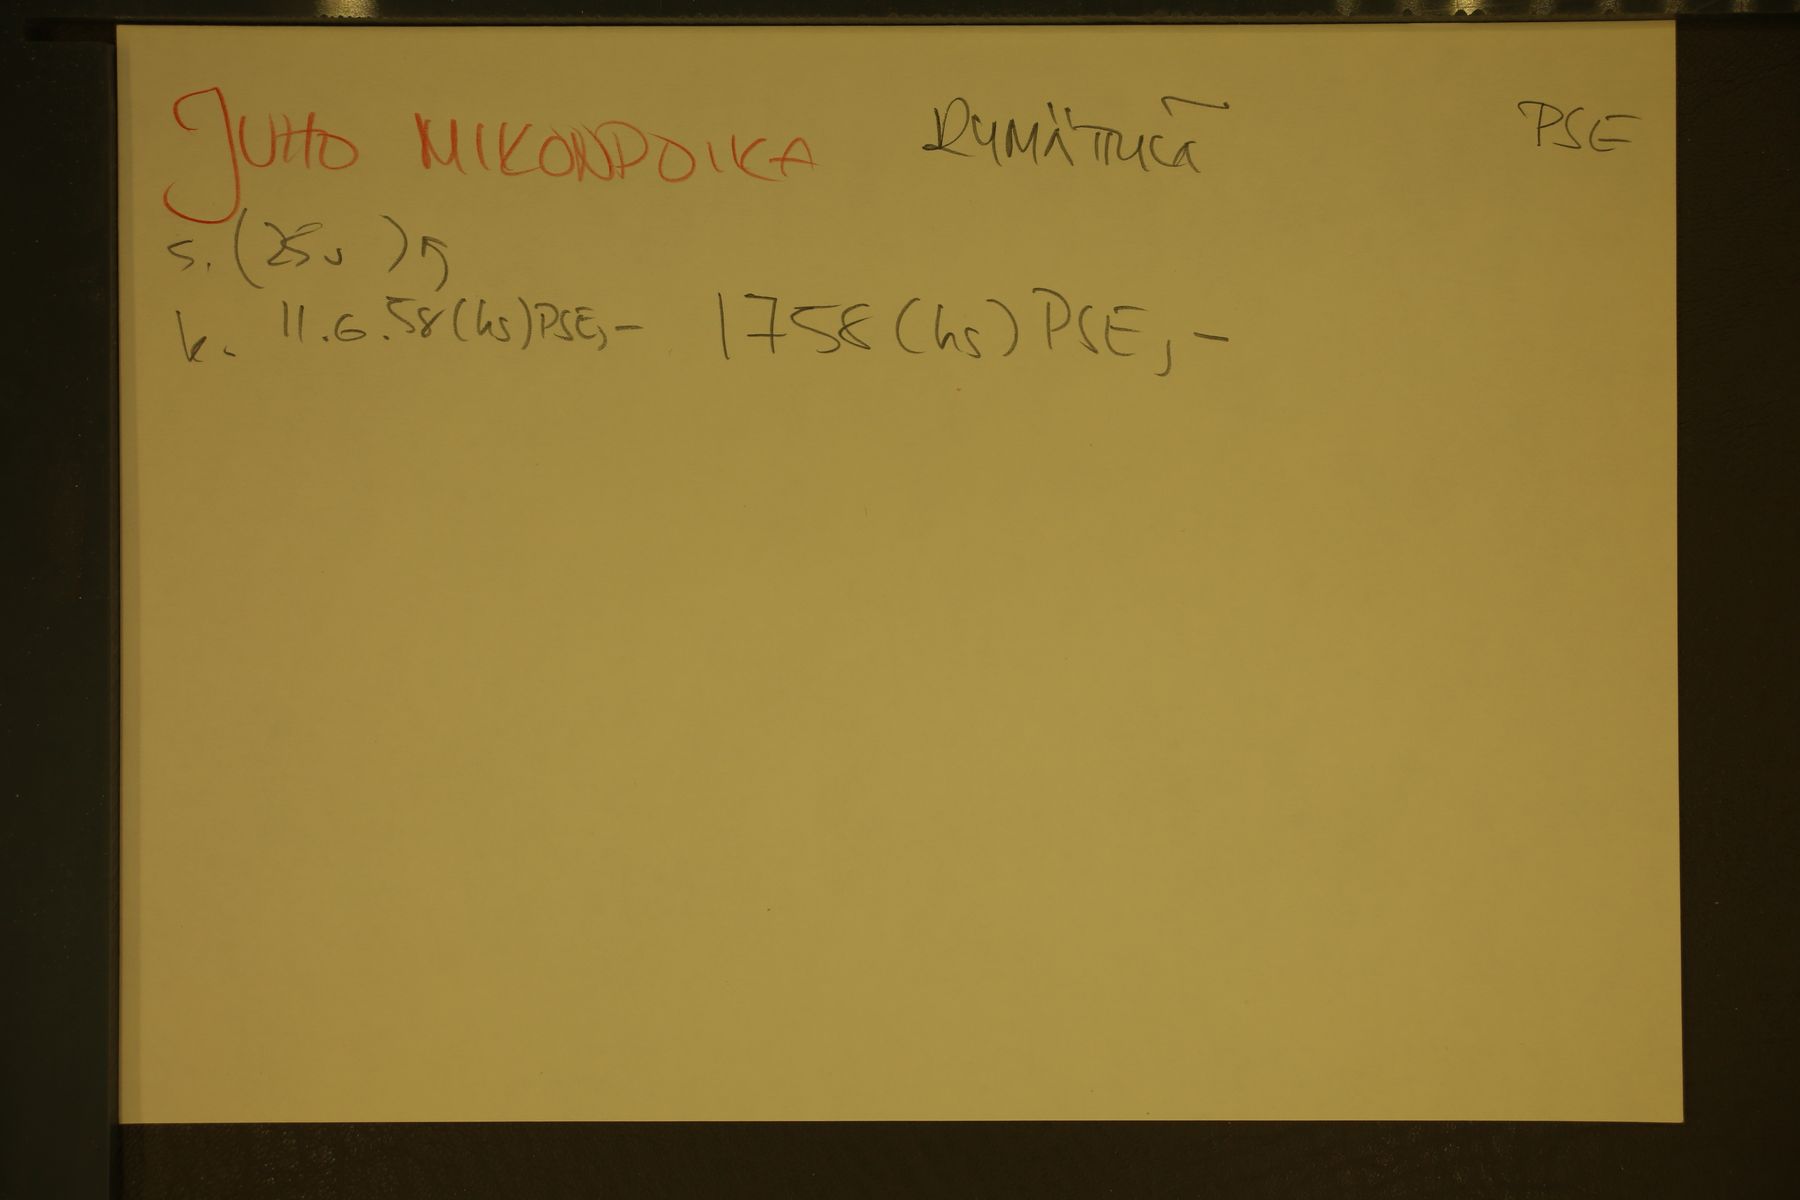 JUHO MIKONPOIKA RYMÄTTYLÄ PSE
s. (25v )
k. 11.6.58(hs)PSE,- 1758(hs) PSE,-